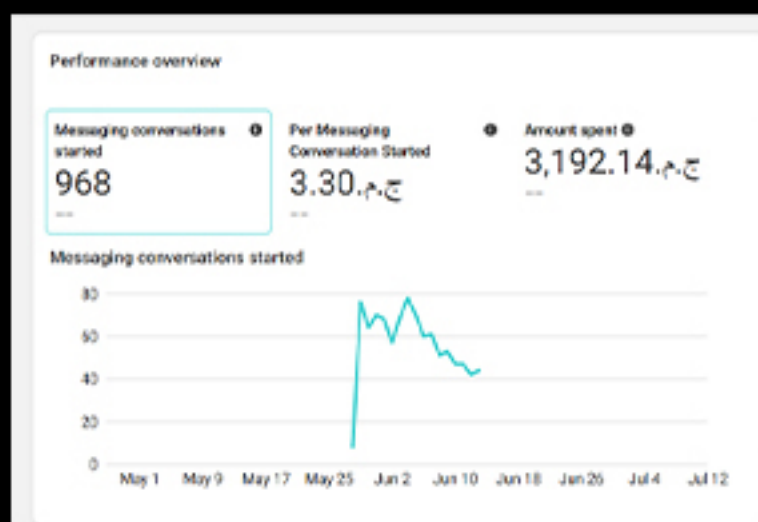 Performance overview
Messaging conversations started
968
--
Per Messaging Conversation Started
3.30.ج.م
--
Amount spent
3,192.14.ج.م
--
Messaging conversations started
80
60
40
20
0
May 1 May 9 May 17 May 25 Jun 2 Jun 10 Jun 18 Jun 26 Jul 4 Jul 12